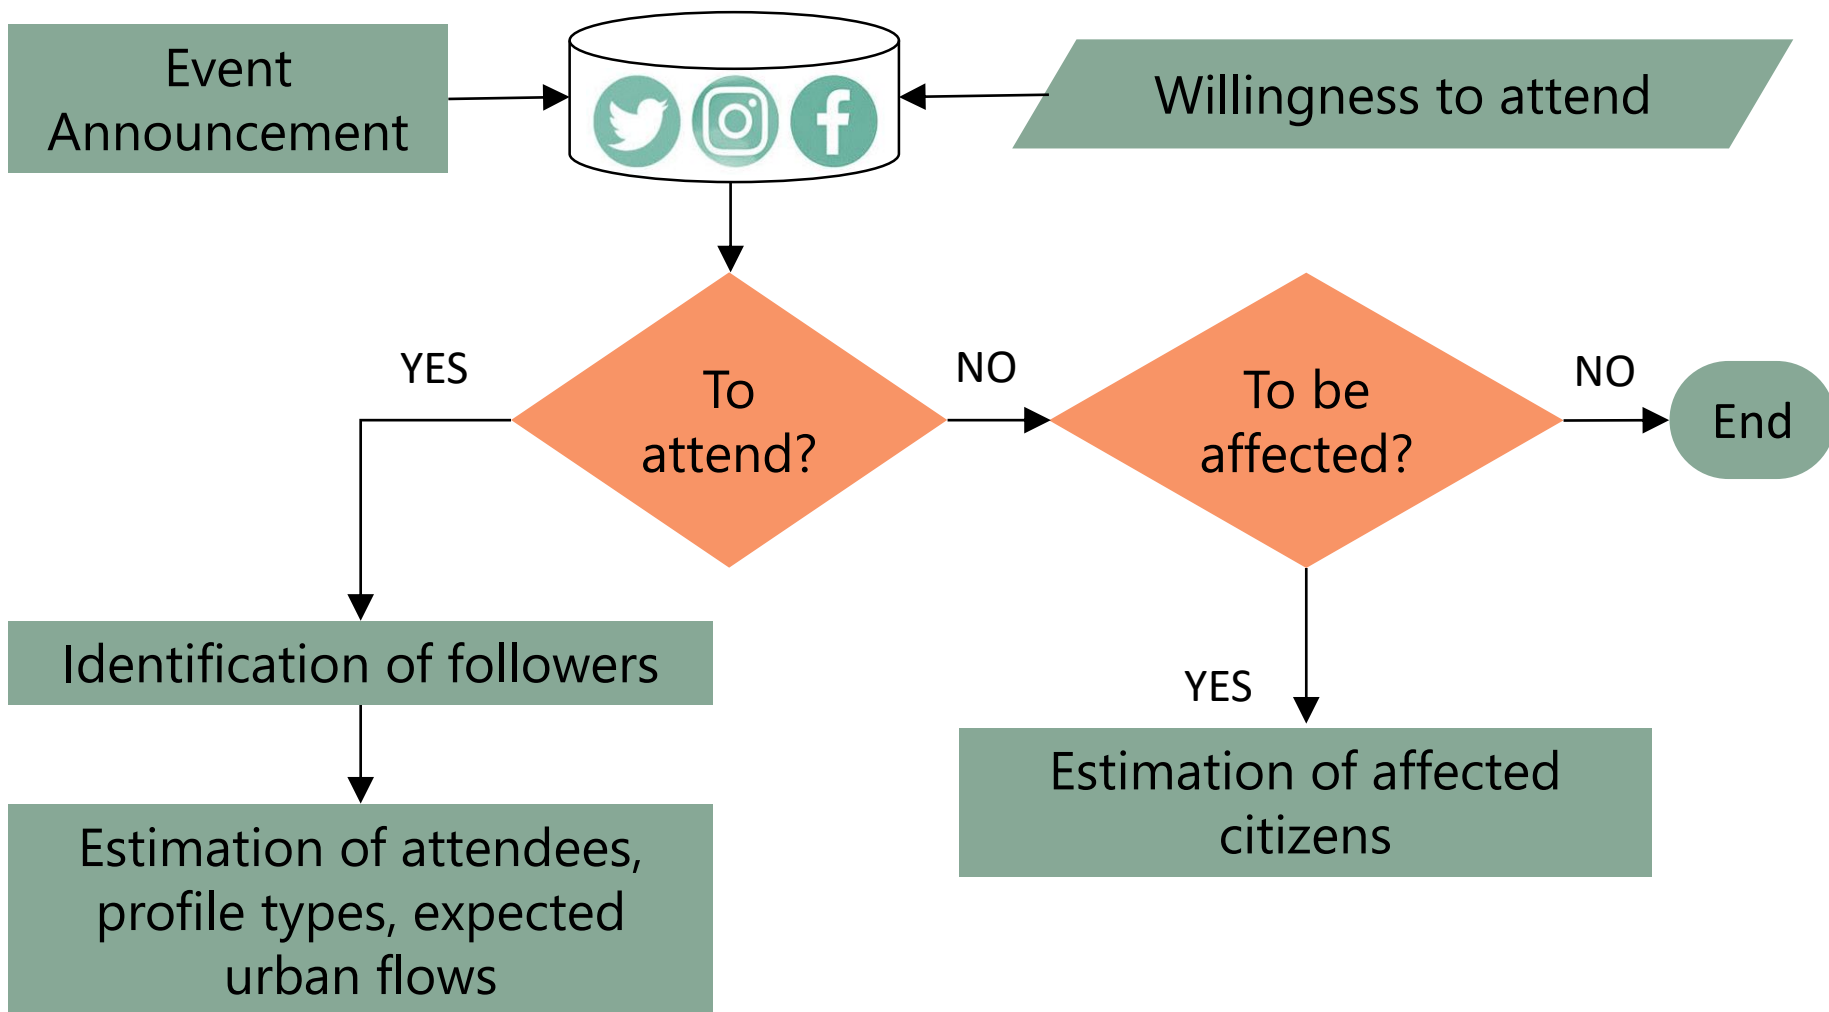 Event
Announcement
Willingness to attend
YES
To
attend?
NO
To be
affected?
NO
End
Identification of followers
YES
Estimation of affected
citizens
Estimation of attendees,
profile types, expected
urban flows